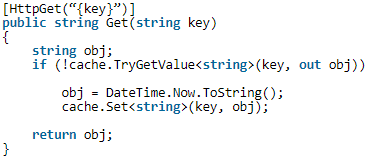 [HttpGet(“{key}”)]
public string Get(string key)
{
    string obj;
    if (!cache.TryGetValue<string>(key, out obj))
        obj = DateTime.Now.ToString();
        cache.Set<string>(key, obj);
    return obj;
}